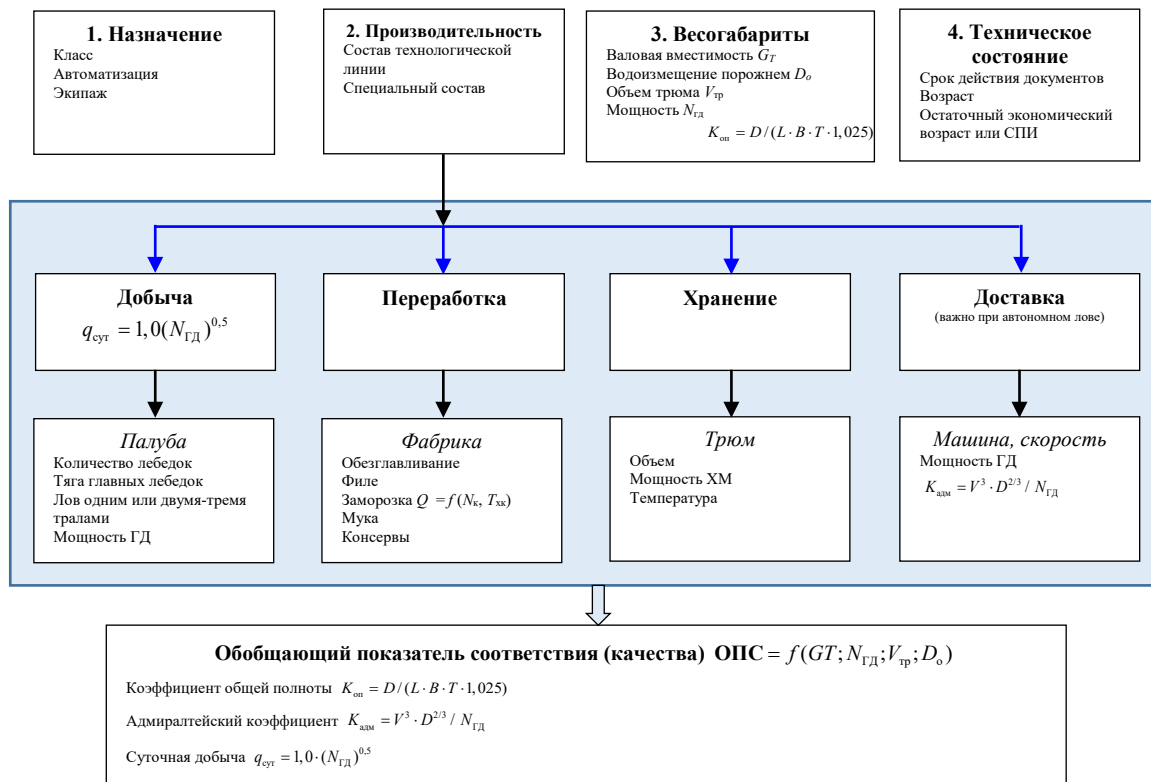 1. Назначение
Класс
Автоматизация
Экипаж
2. Производительность
Состав технологической
линии
Специальный состав
3. Весогабариты
Валовая вместимость G_T
Водоизмещение порожнем D_o
Объем трюма V_тр
Мощность N_гд
K_оп = D/(L·B·T·1,025)
4. Техническое
состояние
Срок действия документов
Возраст
Остаточный экономический
возраст или СПИ
Добыча
q_сут = 1,0(N_ГД)^0,5
Переработка
Хранение
Доставка
(важно при автономном лове)
Палуба
Количество лебедок
Тяга главных лебедок
Лов одним или двумя-тремя
тралами
Мощность ГД
Фабрика
Обезглавливание
Филе
Заморозка Q =f(N_к, T_хк)
Мука
Консервы
Трюм
Объем
Мощность ХМ
Температура
Машина, скорость
Мощность ГД
K_адм = V^3 · D^2/3 / N_ГД
Обобщающий показатель соответствия (качества) ОПС = f(GT; N_ГД; V_тр; D_о)
Коэффициент общей полноты K_оп = D/(L·B·T·1,025)
Адмиралтейский коэффициент K_адм = V^3 · D^2/3 / N_ГД
Суточная добыча q_сут = 1,0·(N_ГД)^0,5